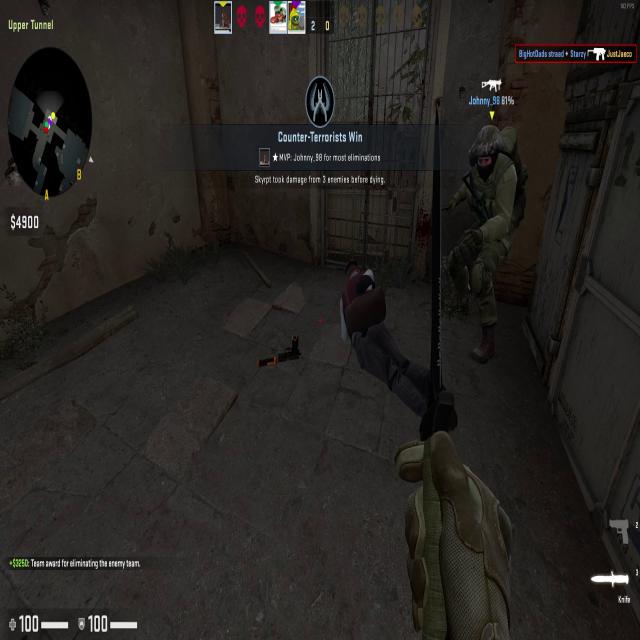 Upper Tunnel
2 0
BigHotDads stread + Starcy JustJaeco
Johnny_98 81%
Counter-Terrorists Win
★ MVP: Johnny_98 for most eliminations
Skyrpt took damage from 3 enemies before dying.
B
A
$4900
2
3
Knife
+$3250: Team award for eliminating the enemy team.
100 100